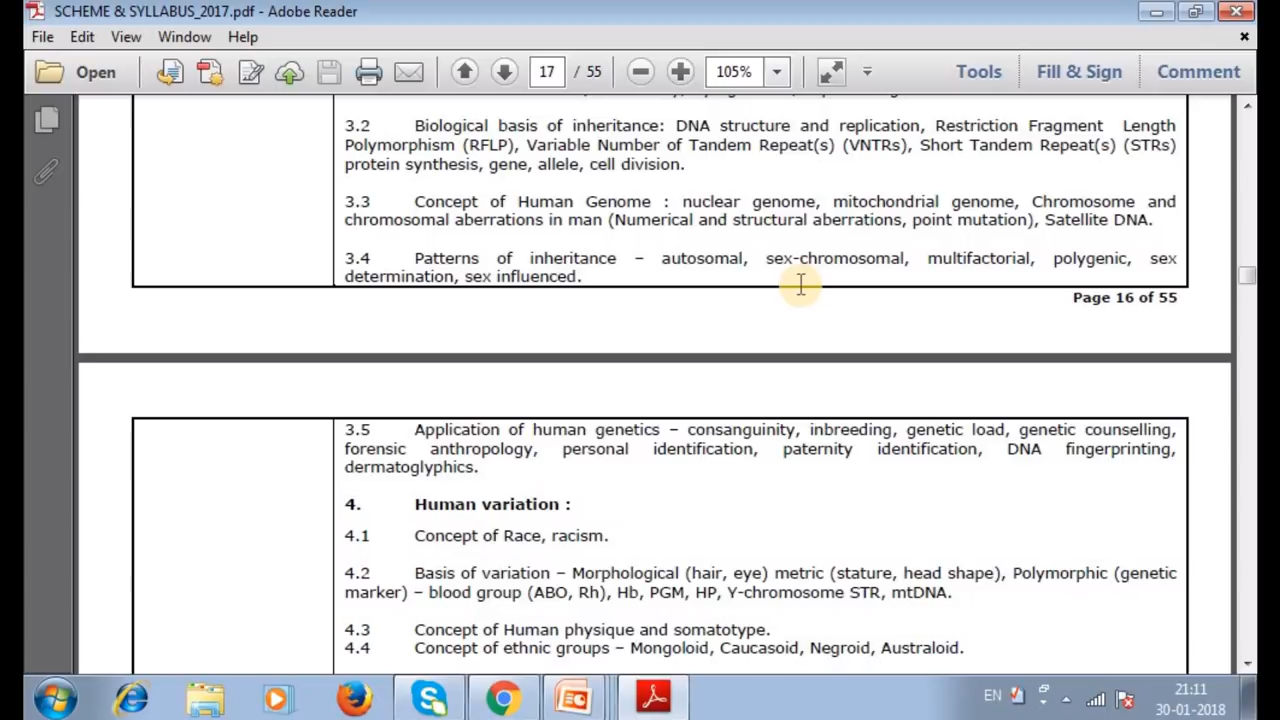 SCHEME & SYLLABUS_2017.pdf - Adobe Reader
File Edit View Window Help
Open 17 / 55 105% Tools Fill & Sign Comment
3.2 Biological basis of inheritance: DNA structure and replication, Restriction Fragment Length
Polymorphism (RFLP), Variable Number of Tandem Repeat(s) (VNTRs), Short Tandem Repeat(s) (STRs)
protein synthesis, gene, allele, cell division.
3.3 Concept of Human Genome : nuclear genome, mitochondrial genome, Chromosome and
chromosomal aberrations in man (Numerical and structural aberrations, point mutation), Satellite DNA.
3.4 Patterns of inheritance – autosomal, sex-chromosomal, multifactorial, polygenic, sex
determination, sex influenced.
Page 16 of 55
3.5 Application of human genetics – consanguinity, inbreeding, genetic load, genetic counselling,
forensic anthropology, personal identification, paternity identification, DNA fingerprinting,
dermatoglyphics.
4. Human variation :
4.1 Concept of Race, racism.
4.2 Basis of variation – Morphological (hair, eye) metric (stature, head shape), Polymorphic (genetic
marker) – blood group (ABO, Rh), Hb, PGM, HP, Y-chromosome STR, mtDNA.
4.3 Concept of Human physique and somatotype.
4.4 Concept of ethnic groups – Mongoloid, Caucasoid, Negroid, Australoid.
EN 21:11
30-01-2018